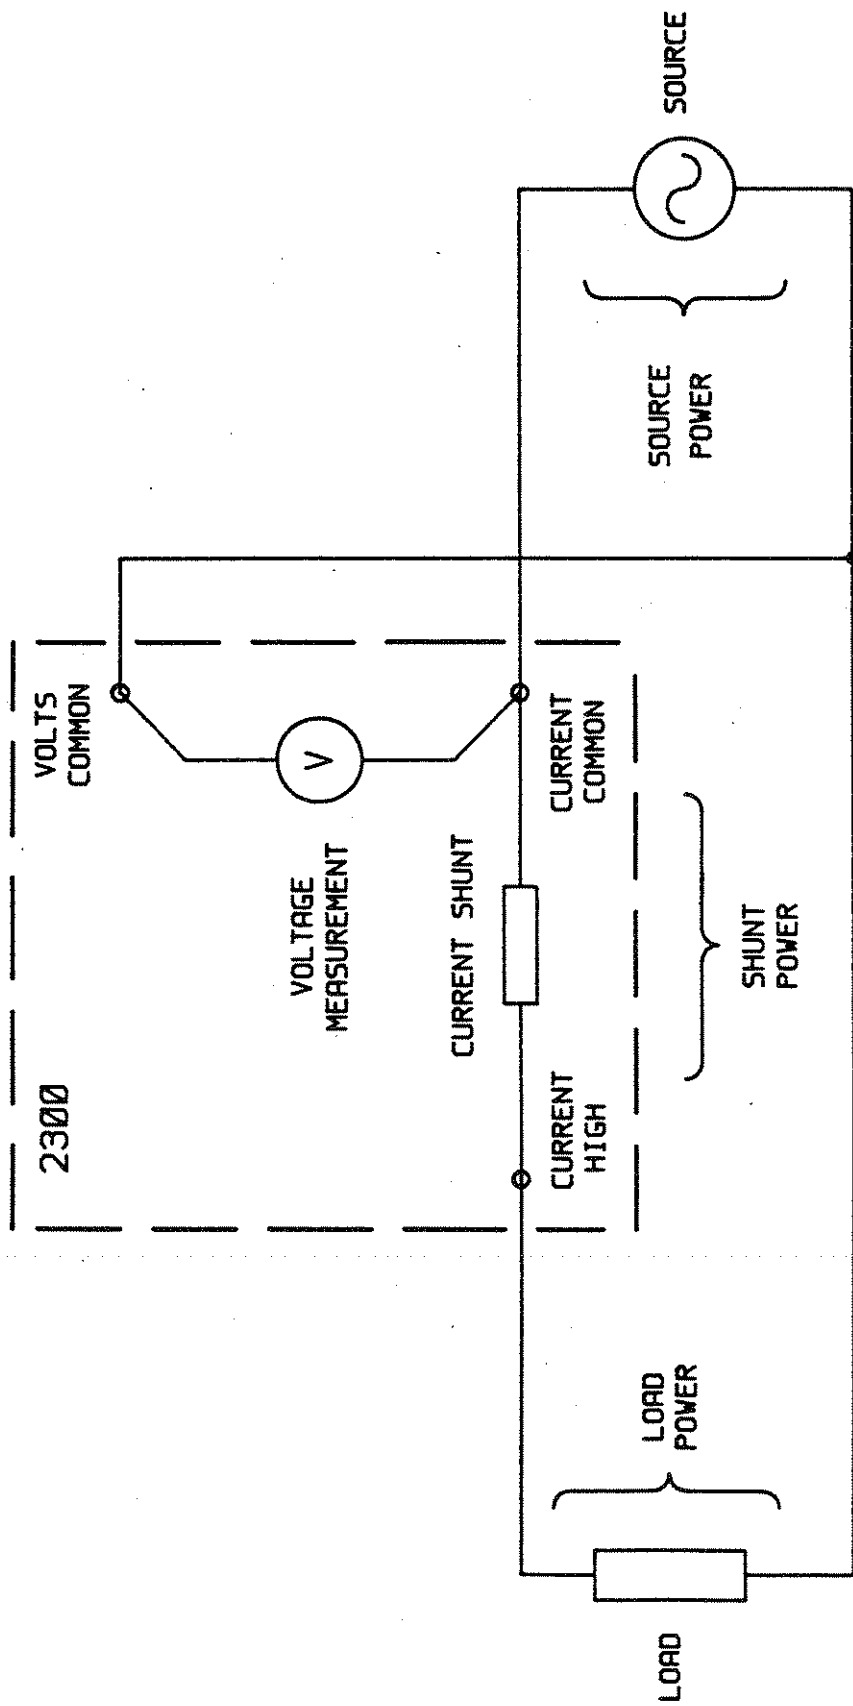 2300
VOLTS
COMMON
VOLTAGE
MEASUREMENT
V
CURRENT SHUNT
CURRENT
HIGH
CURRENT
COMMON
SHUNT
POWER
LOAD
LOAD
POWER
SOURCE
POWER
SOURCE